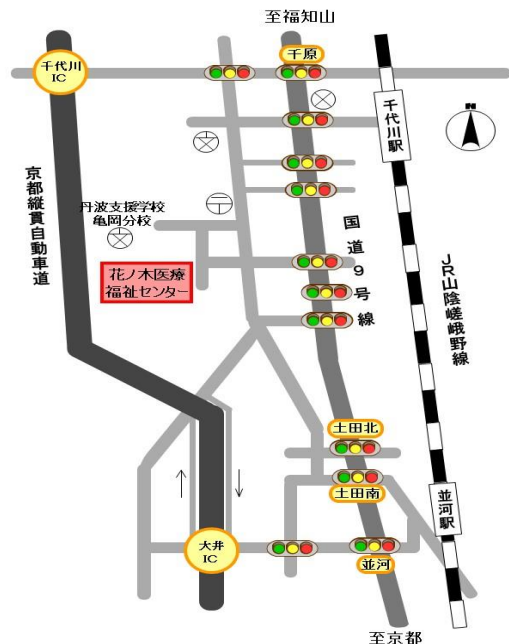 至福知山
千代川
IC
千原
千代川駅
N
京都縦貫自動車道
丹波支援学校
亀岡分校
花ノ木医療
福祉センター
国道9号線
JR山陰嵯峨野線
土田北
土田南
並河駅
大井
IC
並河
至京都